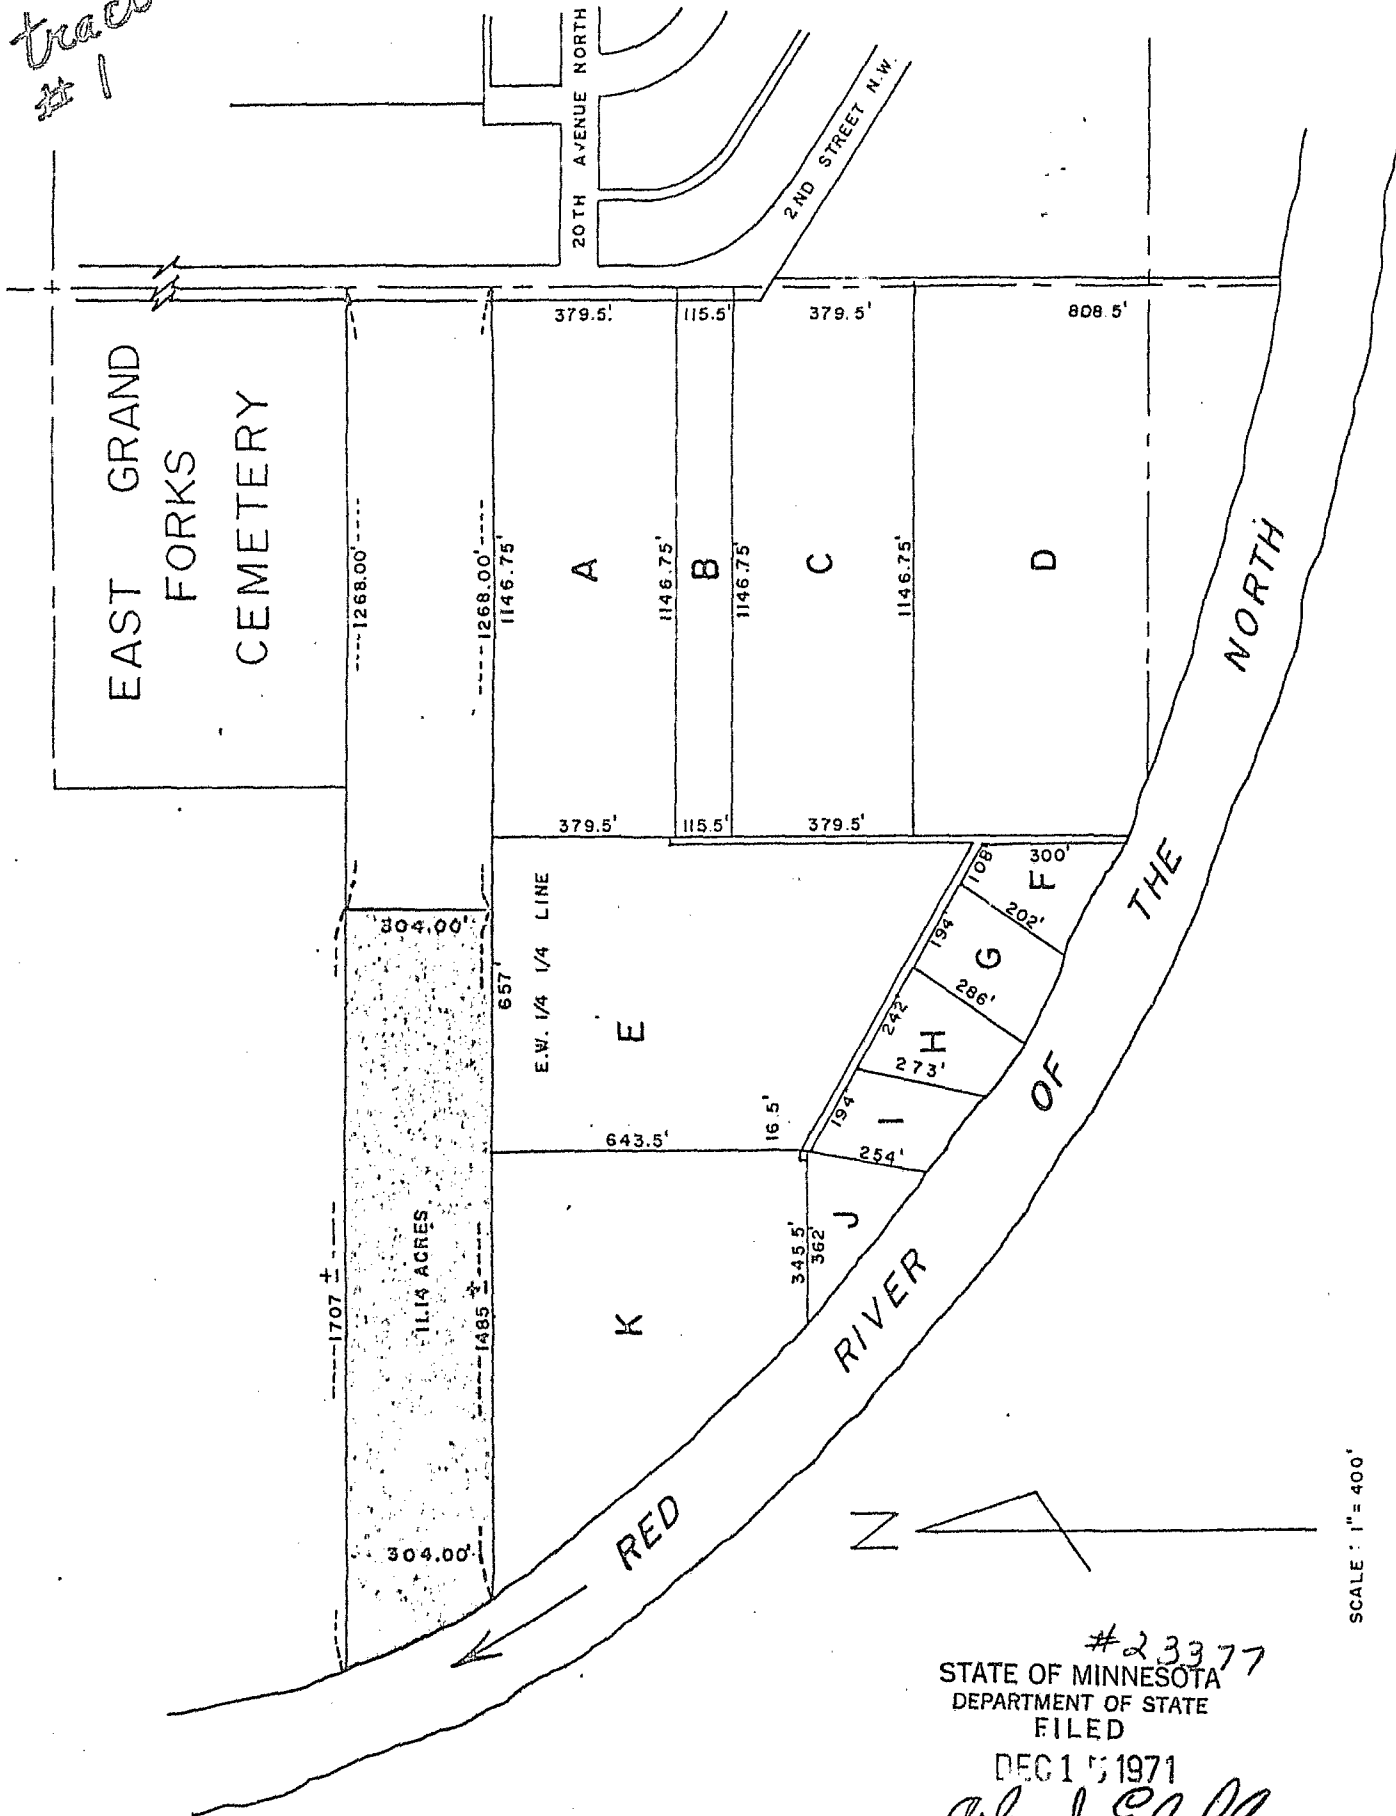 tract
# 1
20TH AVENUE NORTH
2ND STREET N.W.
379.5'
115.5'
379.5'
808.5'
EAST GRAND
FORKS
CEMETERY
1268.00'
1268.00'
1146.75'
A
1146.75'
B
1146.75'
C
1146.75'
D
NORTH
379.5'
115.5'
379.5'
E.W. 1/4 1/4 LINE
108'
300'
F
THE
304.00'
657'
202'
194'
G
286'
E
242'
H
273'
OF
643.5'
16.5'
194'
I
254'
1707 ±
11.14 ACRES
1485 ±
K
345.5'
362'
J
RIVER
304.00'
RED
N
SCALE : 1" = 400'
#23377
STATE OF MINNESOTA
DEPARTMENT OF STATE
FILED
DEC 15 1971